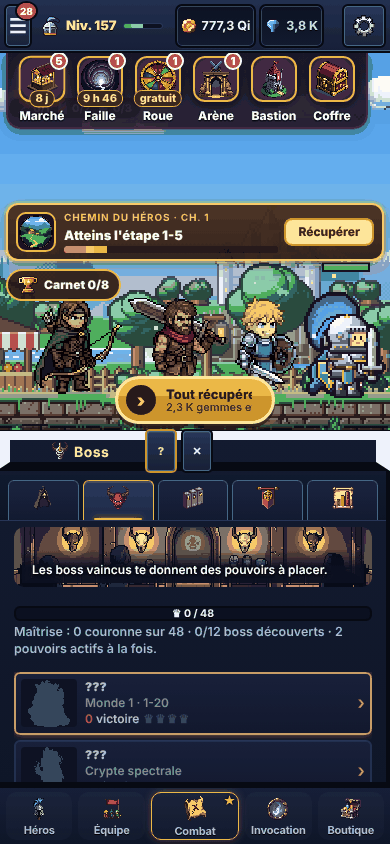 28
Niv. 157
777,3 Qi
3,8 K
5
1
1
1
8 j
9 h 46
gratuit
Marché
Faille
Roue
Arène
Bastion
Coffre
CHEMIN DU HÉROS · CH. 1
Atteins l'étape 1-5
Récupérer
Carnet 0/8
Tout récupére
2,3 K gemmes e
Boss
?
×
Les boss vaincus te donnent des pouvoirs à placer.
♛ 0 / 48
Maîtrise : 0 couronne sur 48 · 0/12 boss découverts · 2
pouvoirs actifs à la fois.
???
Monde 1 · 1-20
0 victoire ♛♛♛♛
???
Crypte spectrale
Héros
Équipe
Combat
Invocation
Boutique